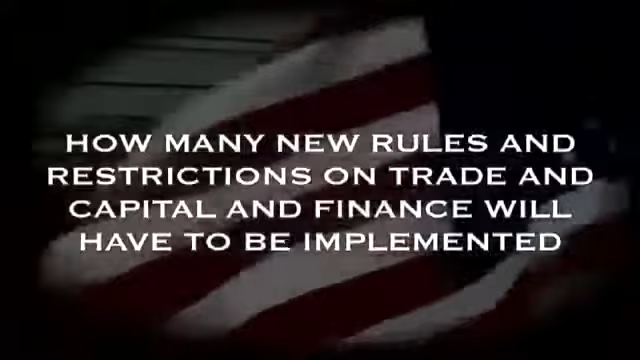 HOW MANY NEW RULES AND
RESTRICTIONS ON TRADE AND
CAPITAL AND FINANCE WILL
HAVE TO BE IMPLEMENTED